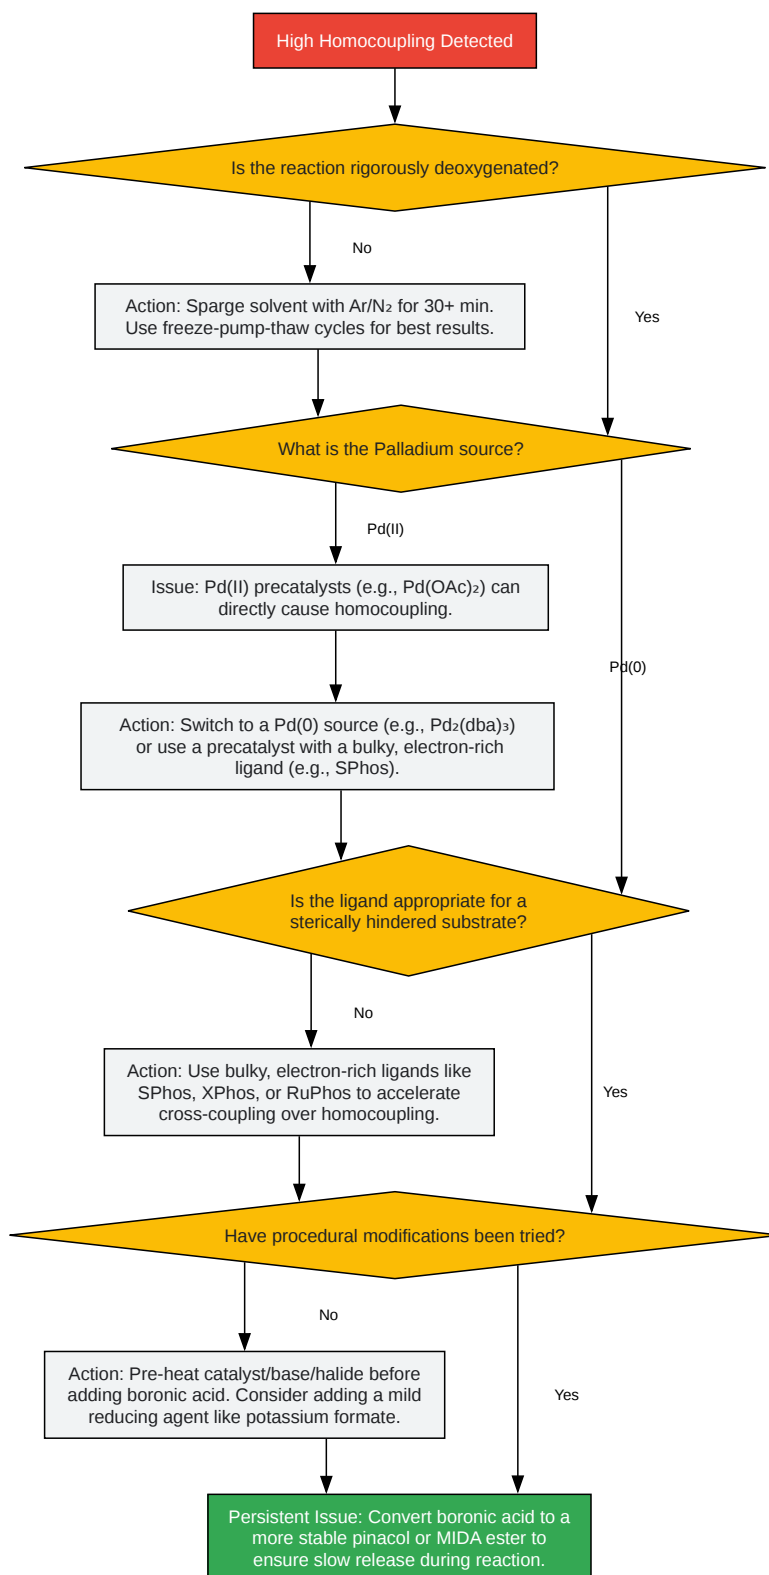 High Homocoupling Detected
Is the reaction rigorously deoxygenated?
No
Action: Sparge solvent with Ar/N₂ for 30+ min.
Use freeze-pump-thaw cycles for best results.
Yes
What is the Palladium source?
Pd(II)
Issue: Pd(II) precatalysts (e.g., Pd(OAc)₂) can
directly cause homocoupling.
Pd(0)
Action: Switch to a Pd(0) source (e.g., Pd₂(dba)₃)
or use a precatalyst with a bulky, electron-rich
ligand (e.g., SPhos).
Is the ligand appropriate for a
sterically hindered substrate?
No
Action: Use bulky, electron-rich ligands like
SPhos, XPhos, or RuPhos to accelerate
cross-coupling over homocoupling.
Yes
Have procedural modifications been tried?
No
Action: Pre-heat catalyst/base/halide before
adding boronic acid. Consider adding a mild
reducing agent like potassium formate.
Yes
Persistent Issue: Convert boronic acid to a
more stable pinacol or MIDA ester to
ensure slow release during reaction.